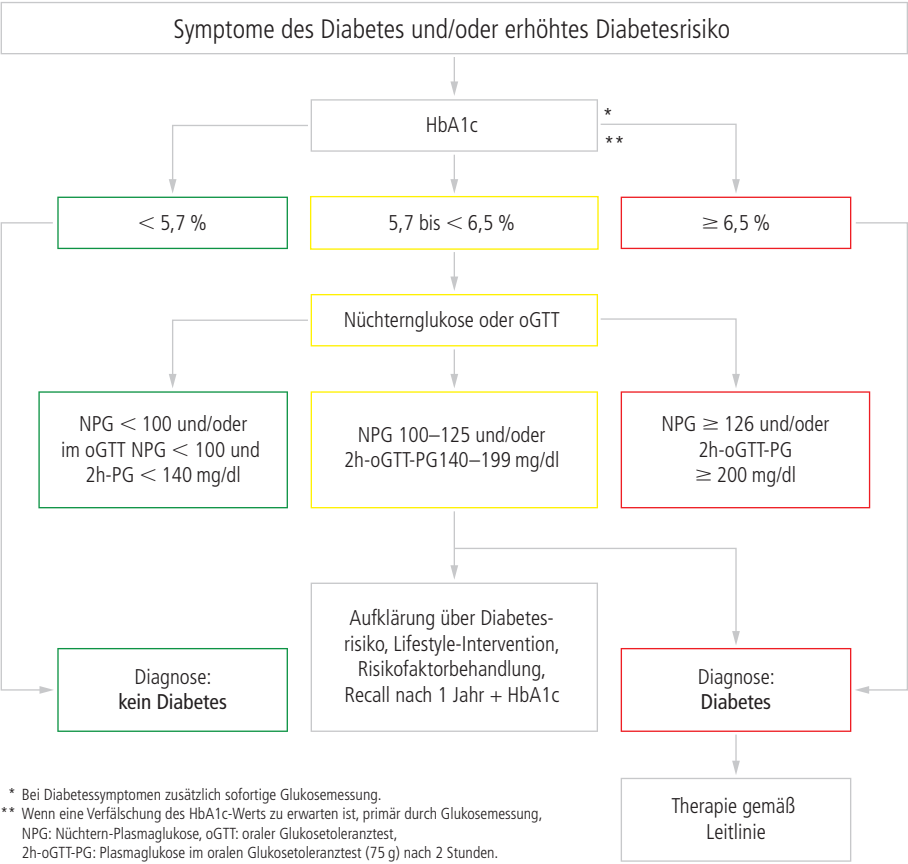 Symptome des Diabetes und/oder erhöhtes Diabetesrisiko
HbA1c
*
**
< 5,7 %
5,7 bis < 6,5 %
≥ 6,5 %
Nüchternglukose oder oGTT
NPG < 100 und/oder
im oGTT NPG < 100 und
2h-PG < 140 mg/dl
NPG 100–125 und/oder
2h-oGTT-PG140–199 mg/dl
NPG ≥ 126 und/oder
2h-oGTT-PG
≥ 200 mg/dl
Aufklärung über Diabetes-
risiko, Lifestyle-Intervention,
Risikofaktorbehandlung,
Recall nach 1 Jahr + HbA1c
Diagnose:
kein Diabetes
Diagnose:
Diabetes
Therapie gemäß
Leitlinie
* Bei Diabetessymptomen zusätzlich sofortige Glukosemessung.
** Wenn eine Verfälschung des HbA1c-Werts zu erwarten ist, primär durch Glukosemessung,
NPG: Nüchtern-Plasmaglukose, oGTT: oraler Glukosetoleranztest,
2h-oGTT-PG: Plasmaglukose im oralen Glukosetoleranztest (75 g) nach 2 Stunden.